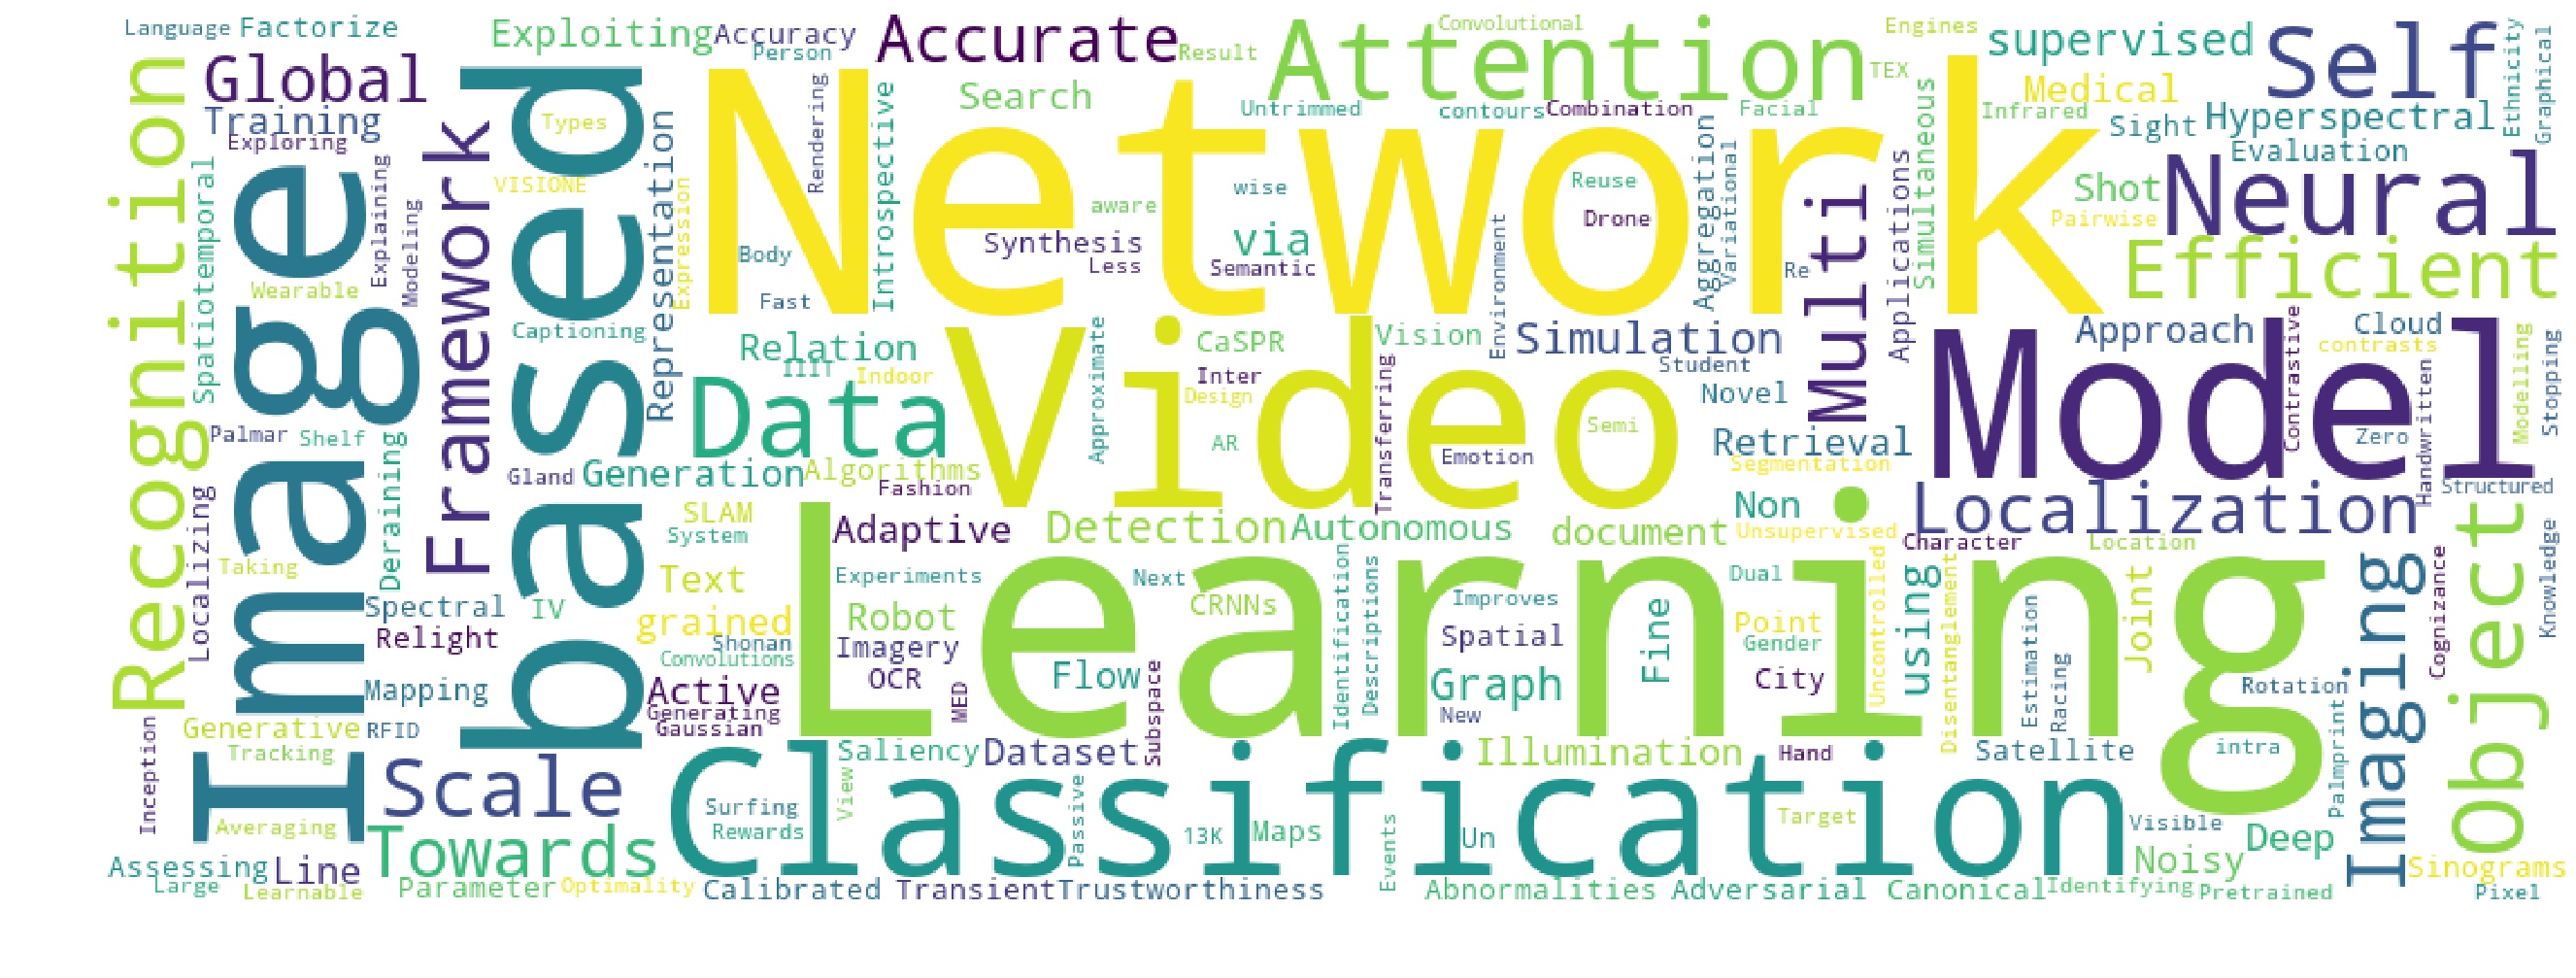 Language Factorize
Exploiting
Accuracy
Person
Accurate
Result
Attention
Convolutional
Engines
supervised
Self
Ethnicity
Graphical
Global
Training
Exploring
Recognition
Spatiotemporal
Image
Explaining
Modeling
Framework
based
Types
VISIONE
Representation
Expression
Network
Rendering
Introspective
Search
Untrimmed
contours
Combination
Facial
TEX
Simultaneous
Medical
Infrared
Sight
Hyperspectral
Evaluation
Shot
Pairwise
Neural
Efficient
Wearable
Body
Fast
aware
Synthesis
Less
wise
via
Semantic
Reuse
Drone
Environment
Aggregation
Variational
Re
Multi
Applications
Captioning
Relation
IIIT
Indoor
Data
Video
Approximate
CaSPR
Inter
Design
AR
Vision
Transferring
Emotion
Semi
Simulation
Student
Novel
Retrieval
Segmentation
Model
Approach
Cloud
contrasts
Contrastive
Zero
Handwritten
Modelling
Stopping
Structured
Palmar
Shelf
Deraining
Localizing
Taking
Gland
Generation
Algorithms
Fashion
SLAM
System
Adaptive
Detection
Autonomous
document
Non
Unsupervised
Localization
Character
Location
Learning
Experiments
Next
CRNNs
Identification
Descriptions
Improves
Spatial
Fine
Dual
Point
Gender
City
Uncontrolled
using
Disentanglement
Estimation
Racing
Joint
Rotation
intra
Palmprint
Imaging
Cognizance
Object
Knowledge
Spectral
Relight
IV
Text
grained
Shonan
Convolutions
Robot
Imagery
OCR
MED
Flow
Subspace
Graph
New
Mapping
RFID
Active
Generating
Gaussian
Generative
Tracking
Inception
Averaging
Scale
Towards
Classification
Saliency
Dataset
View
Surfing
Rewards
Passive
13K
Maps
Events
Un
Illumination
Hand
Target
Satellite
Visible
Noisy
Deep
Sinograms
Assessing
Large
Line
Learnable
Parameter
Optimality
Calibrated
Transient
Trustworthiness
Abnormalities
Adversarial
Canonical
Identifying
Pretrained
Pixel